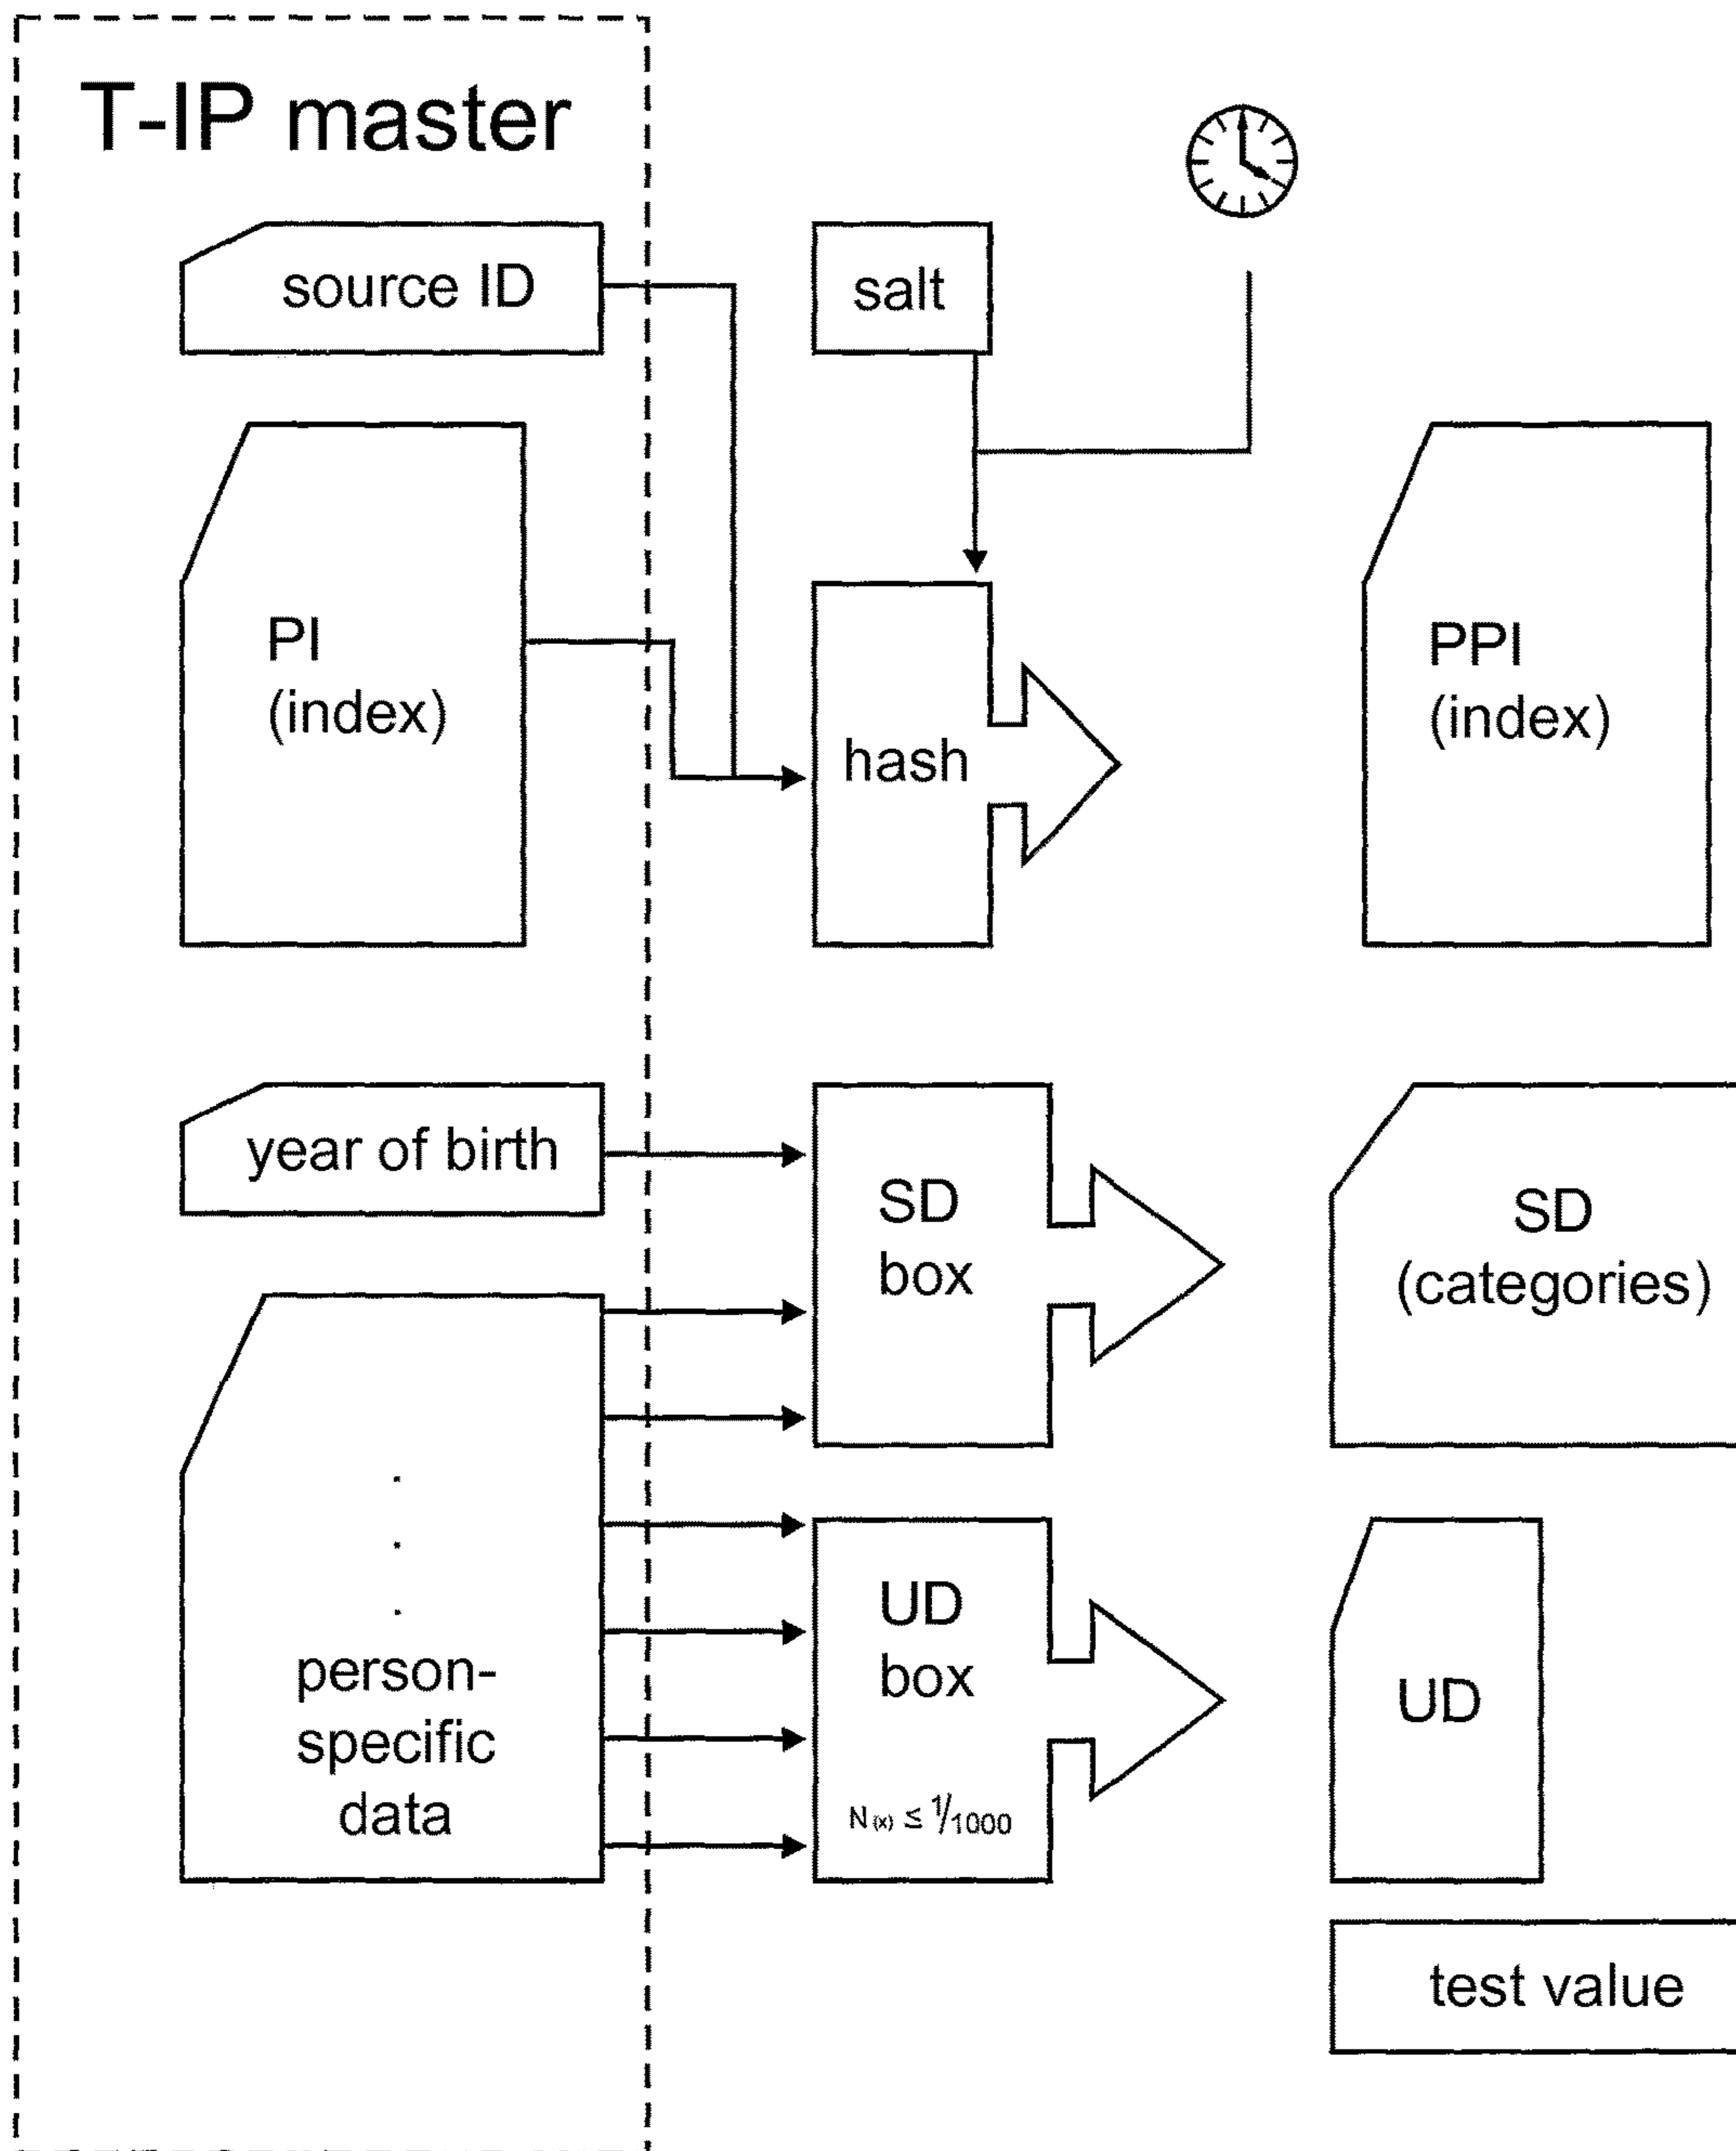 T-IP master
source ID
salt
PI
(index)
hash
PPI
(index)
year of birth
SD
box
SD
(categories)
.
.
.
person-
specific
data
UD
box
N(x) ≤ 1/1000
UD
test value